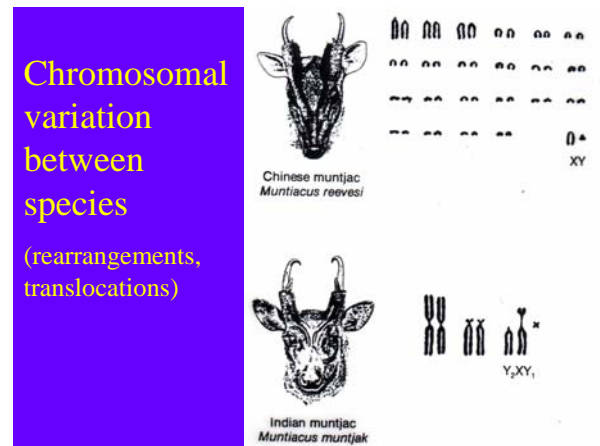 Chromosomal
variation
between
species
(rearrangements,
translocations)
XY
Chinese muntjac
Muntiacus reevesi
Y₂XY₁
Indian muntjac
Muntiacus muntjak